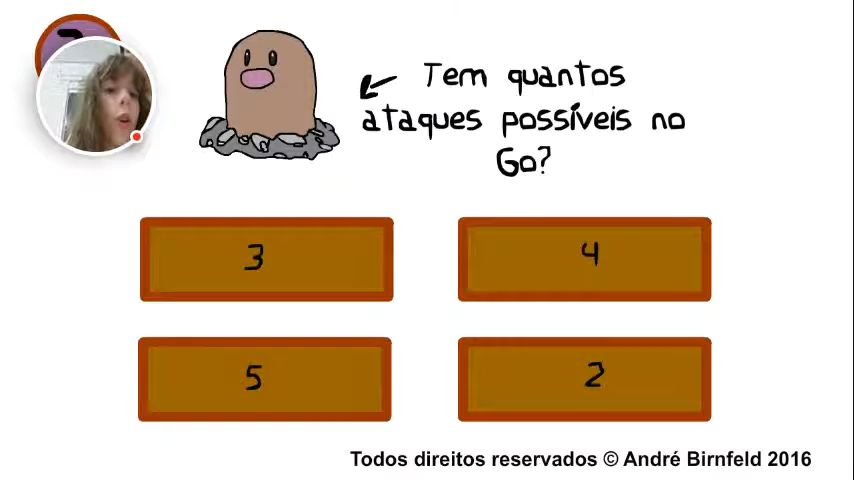 Tem quantos
ataques possíveis no
Go?
3
4
5
2
Todos direitos reservados © André Birnfeld 2016